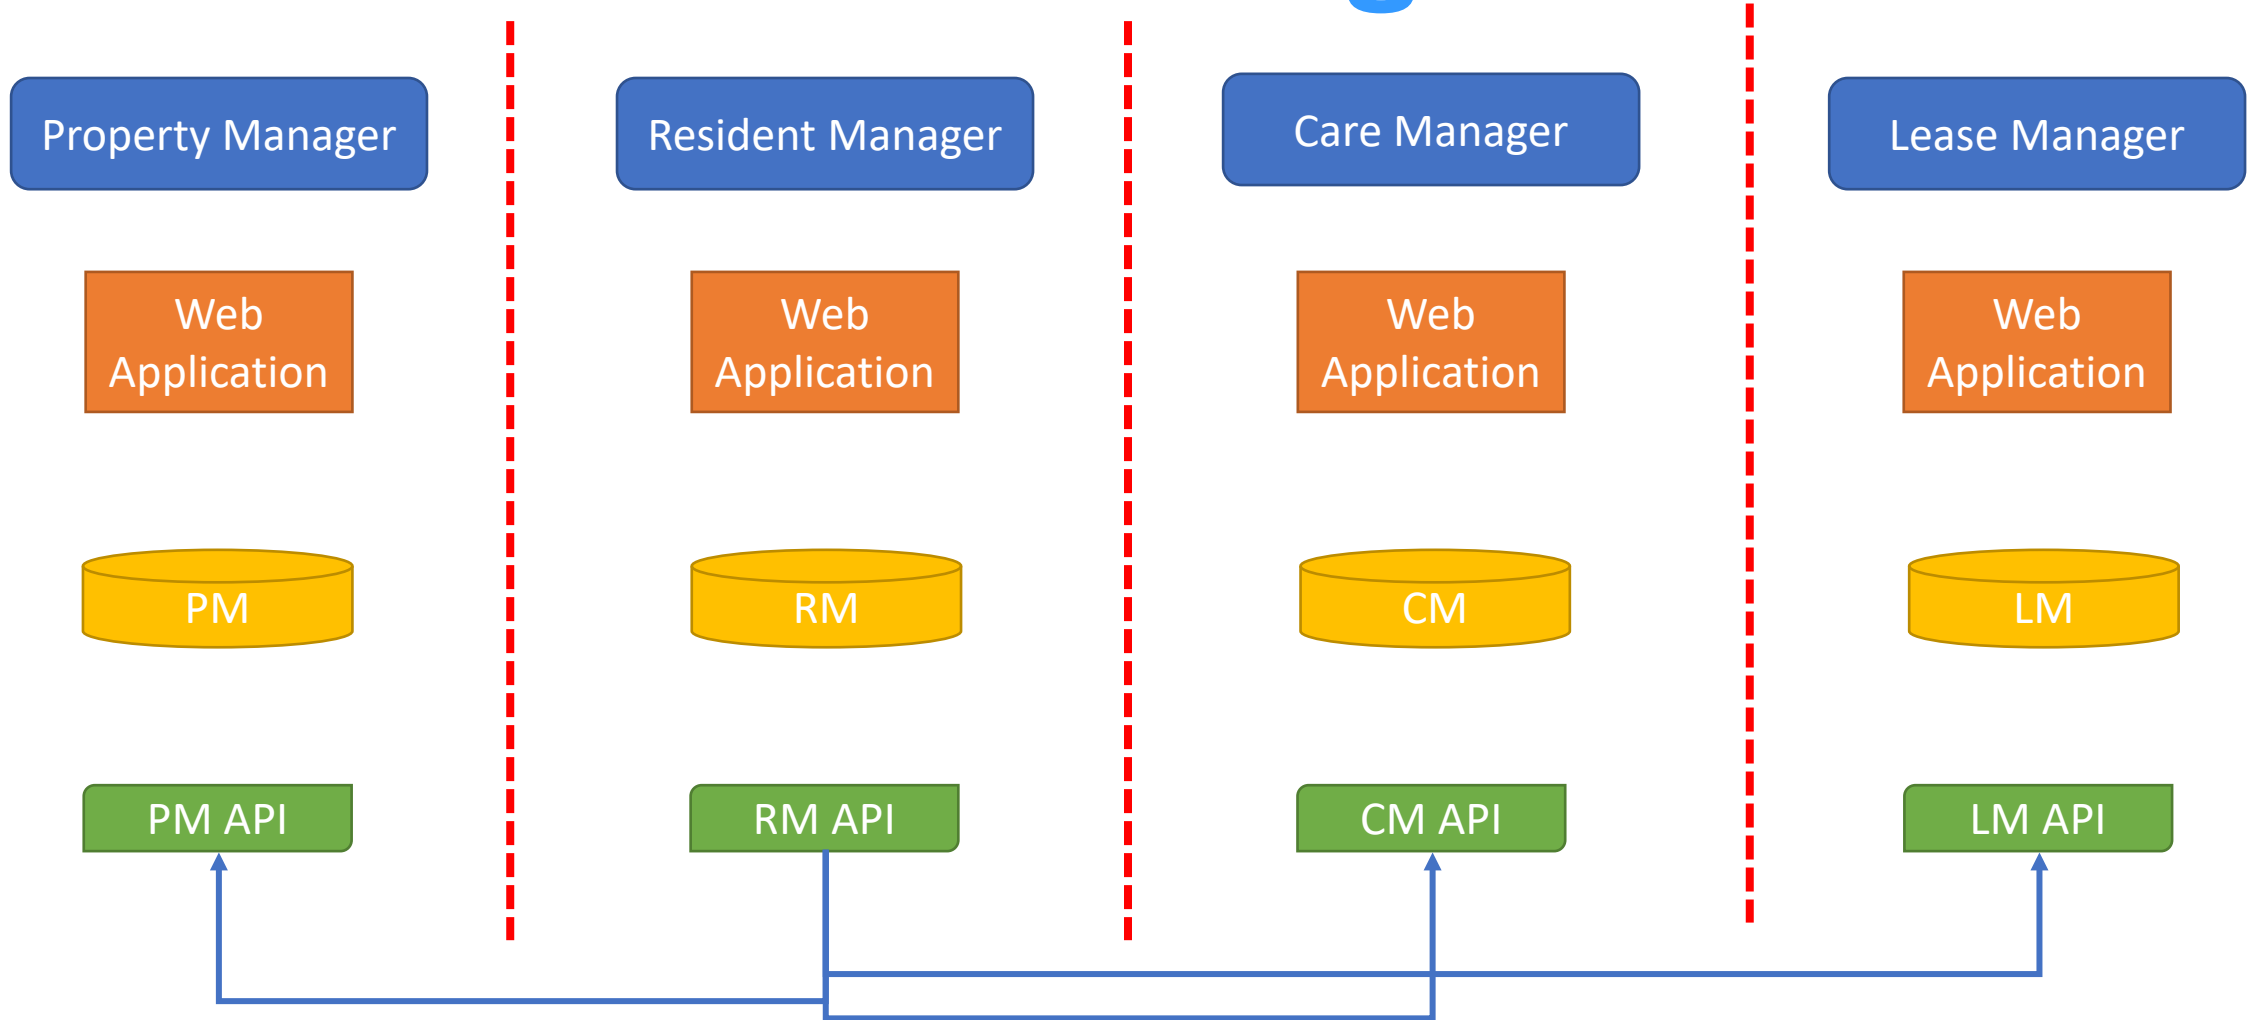 Property Manager
Resident Manager
Care Manager
Lease Manager
Web
Application
Web
Application
Web
Application
Web
Application
PM
RM
CM
LM
PM API
RM API
CM API
LM API